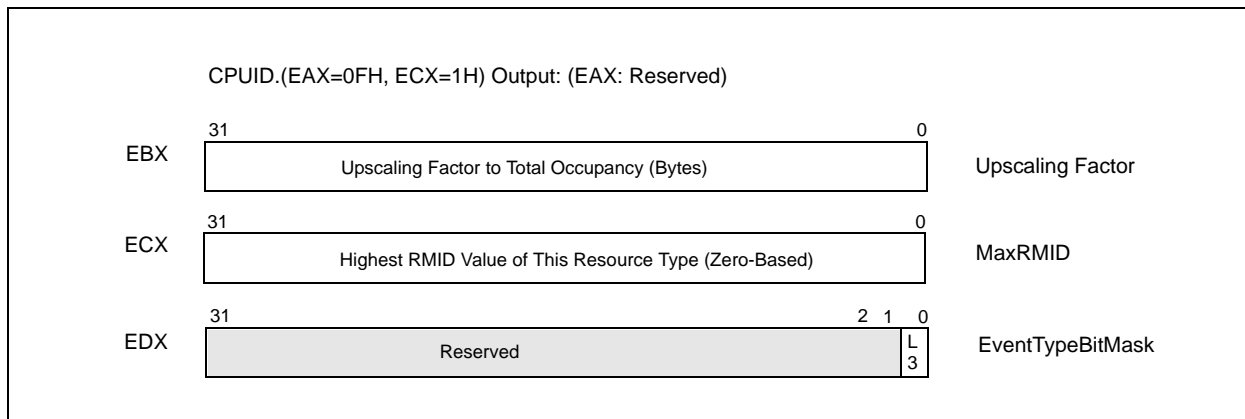 CPUID.(EAX=0FH, ECX=1H) Output: (EAX: Reserved)
31 0
EBX Upscaling Factor to Total Occupancy (Bytes) Upscaling Factor
31 0
ECX Highest RMID Value of This Resource Type (Zero-Based) MaxRMID
31 2 1 0
EDX Reserved L3 EventTypeBitMask